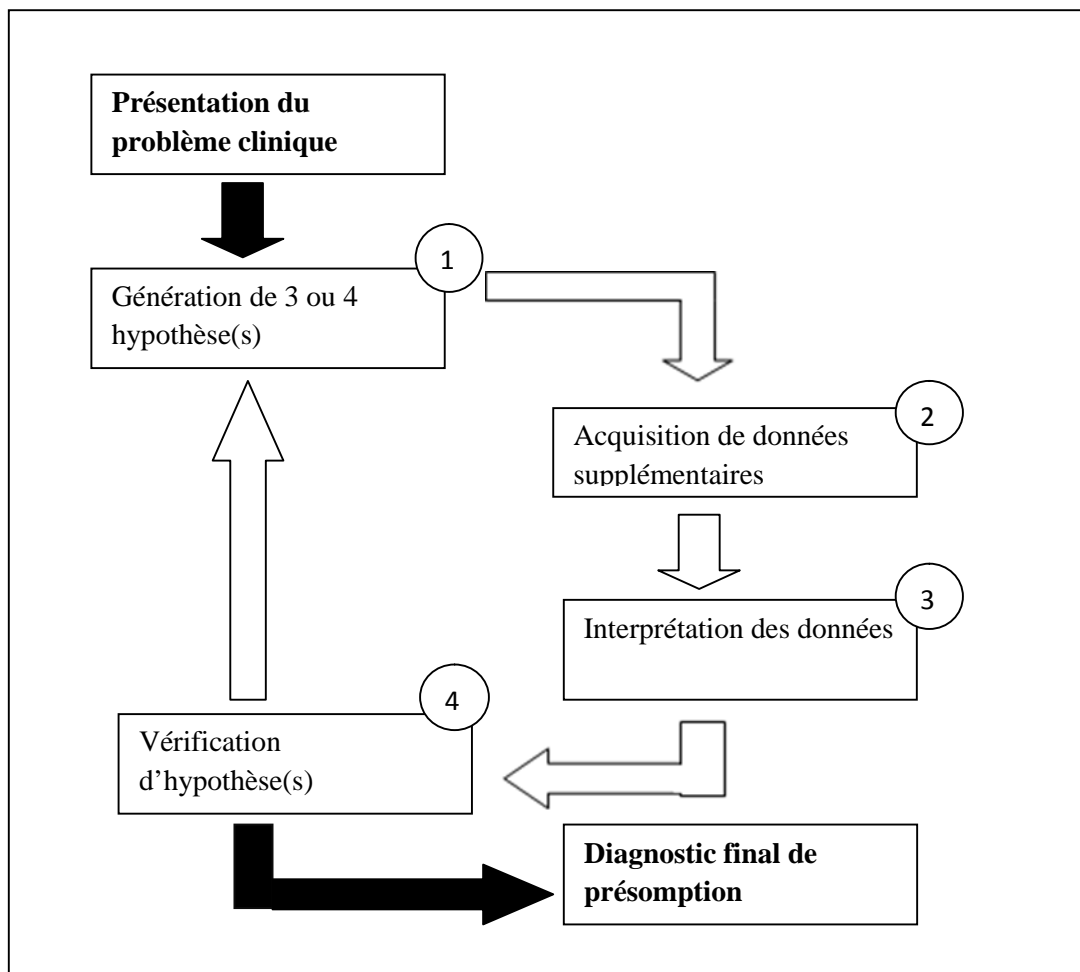 Présentation du
problème clinique
1
Génération de 3 ou 4
hypothèse(s)
2
Acquisition de données
supplémentaires
3
Interprétation des données
4
Vérification
d’hypothèse(s)
Diagnostic final de
présomption